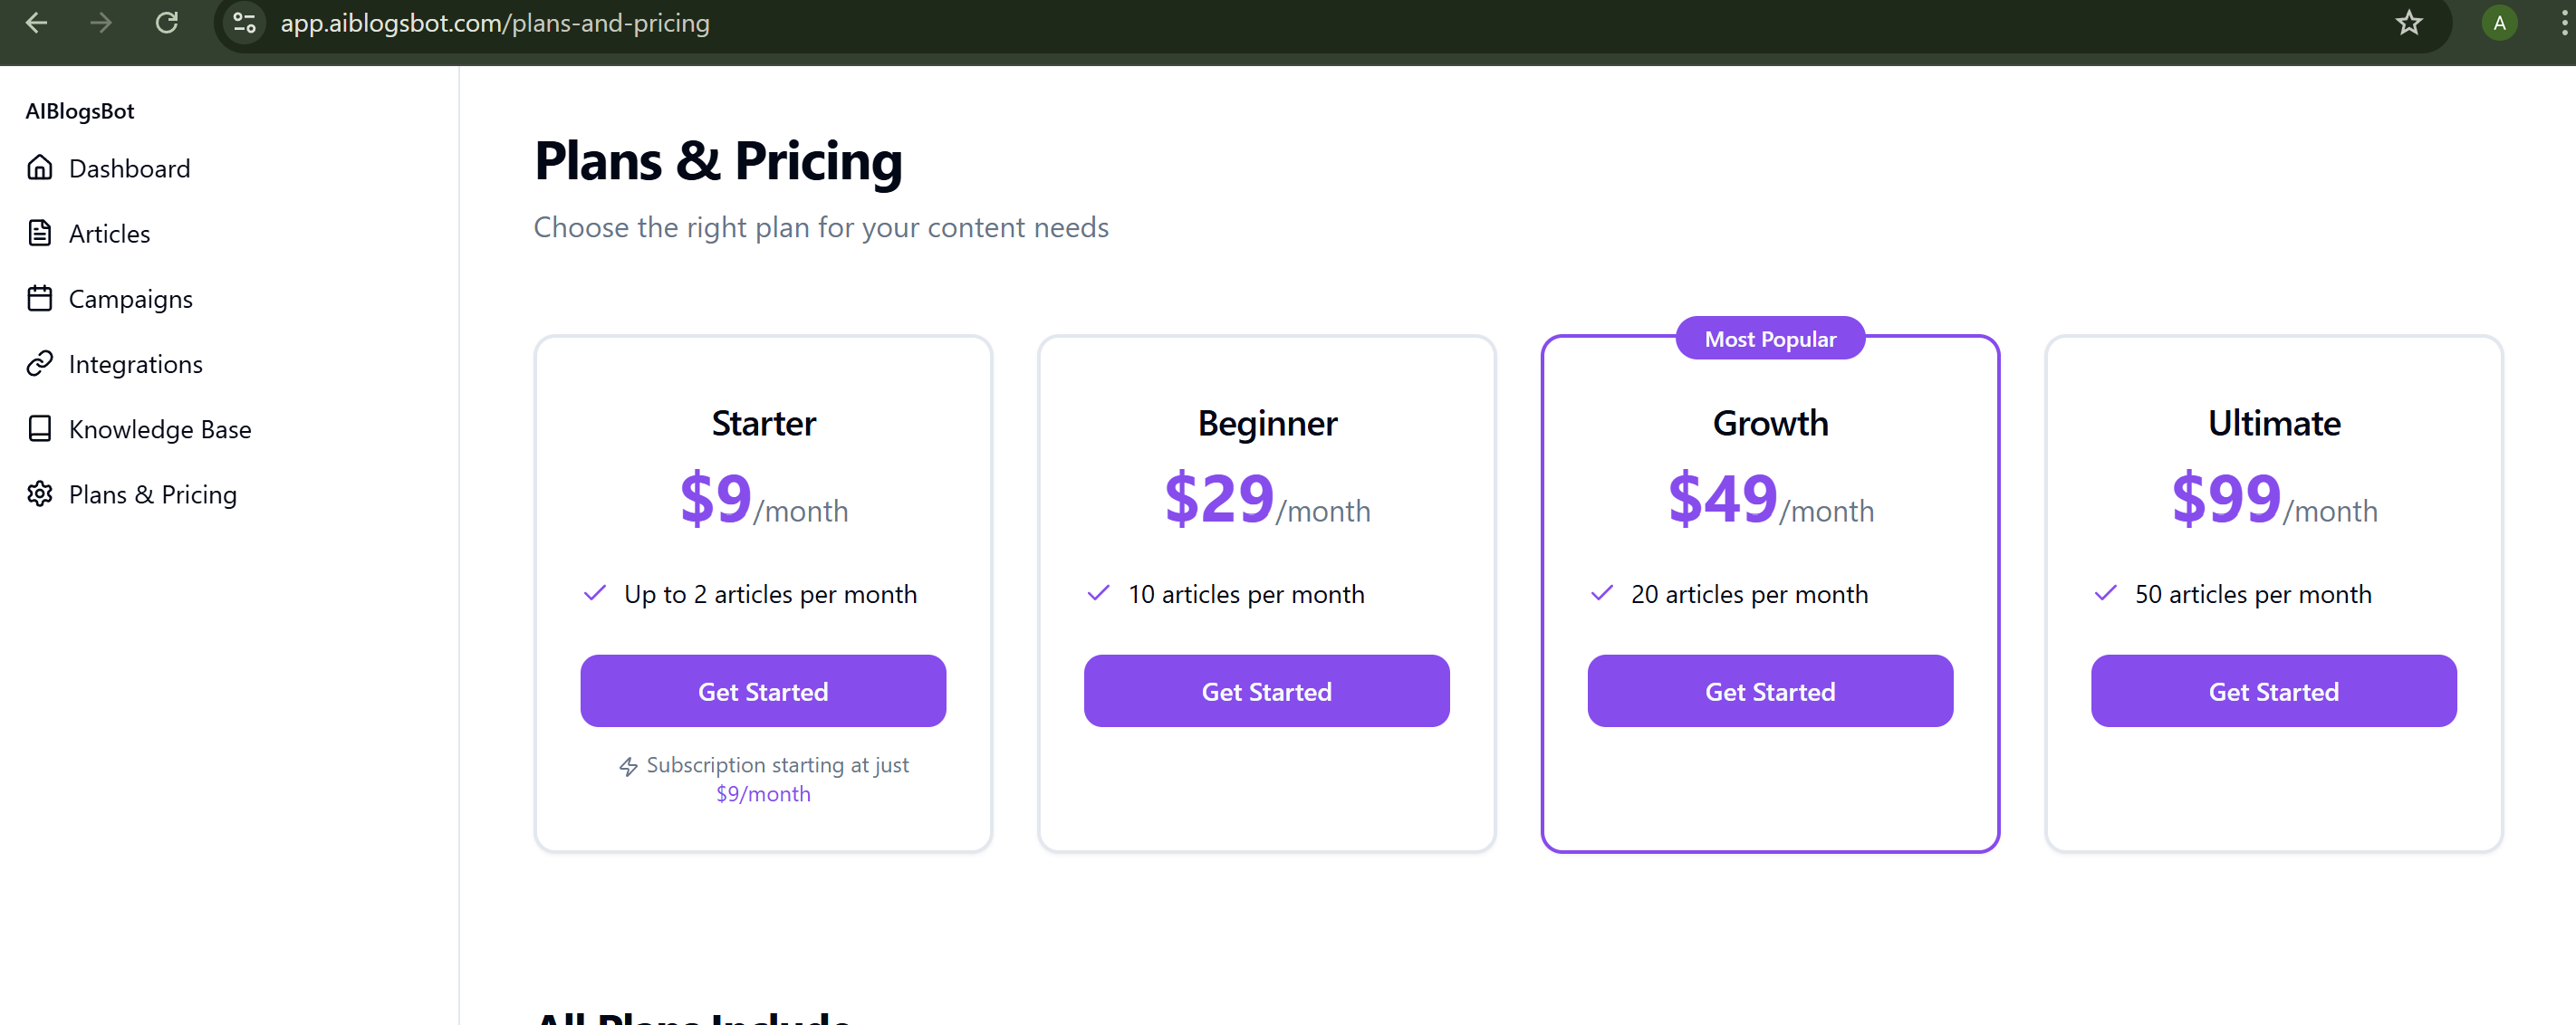 app.aiblogsbot.com/plans-and-pricing
A
AIBlogsBot
Dashboard
Articles
Campaigns
Integrations
Knowledge Base
Plans & Pricing
Plans & Pricing
Choose the right plan for your content needs
Starter
$9/month
Up to 2 articles per month
Get Started
Subscription starting at just
$9/month
Beginner
$29/month
10 articles per month
Get Started
Most Popular
Growth
$49/month
20 articles per month
Get Started
Ultimate
$99/month
50 articles per month
Get Started
All Plans Include